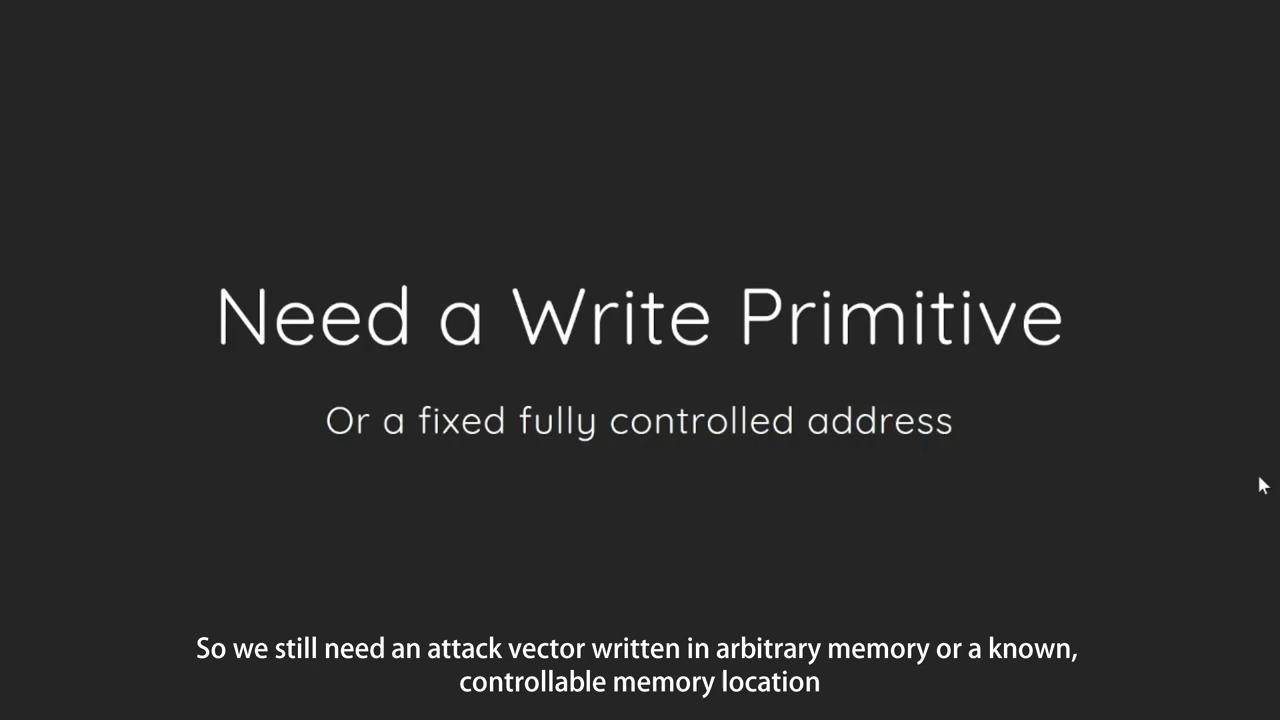 Need a Write Primitive
Or a fixed fully controlled address
So we still need an attack vector written in arbitrary memory or a known,
controllable memory location